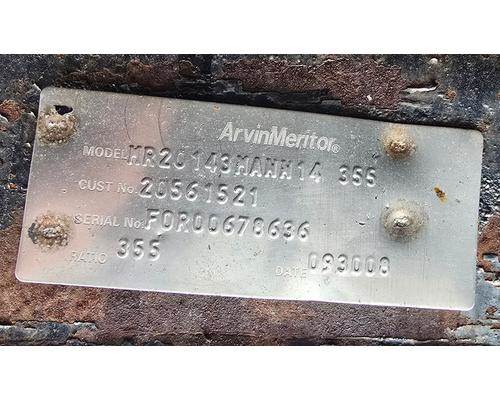 ArvinMeritor®
MODEL MR20143MANN14 355
CUST No. 20561521
SERIAL No. FOR00678636
RATIO 355 DATE 093008